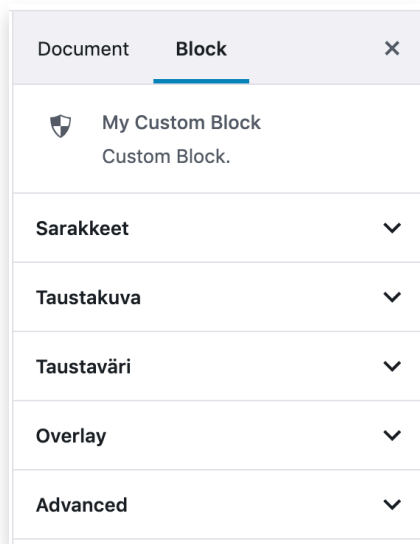 Document Block
My Custom Block
Custom Block.
Sarakkeet
Taustakuva
Taustaväri
Overlay
Advanced